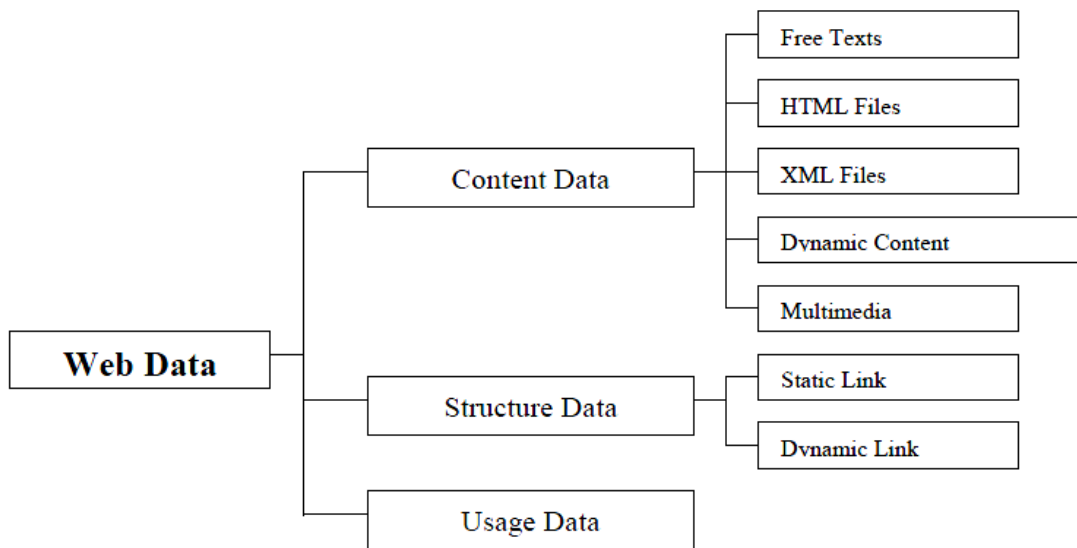 Free Texts
HTML Files
Content Data
XML Files
Dynamic Content
Multimedia
Web Data
Static Link
Structure Data
Dynamic Link
Usage Data